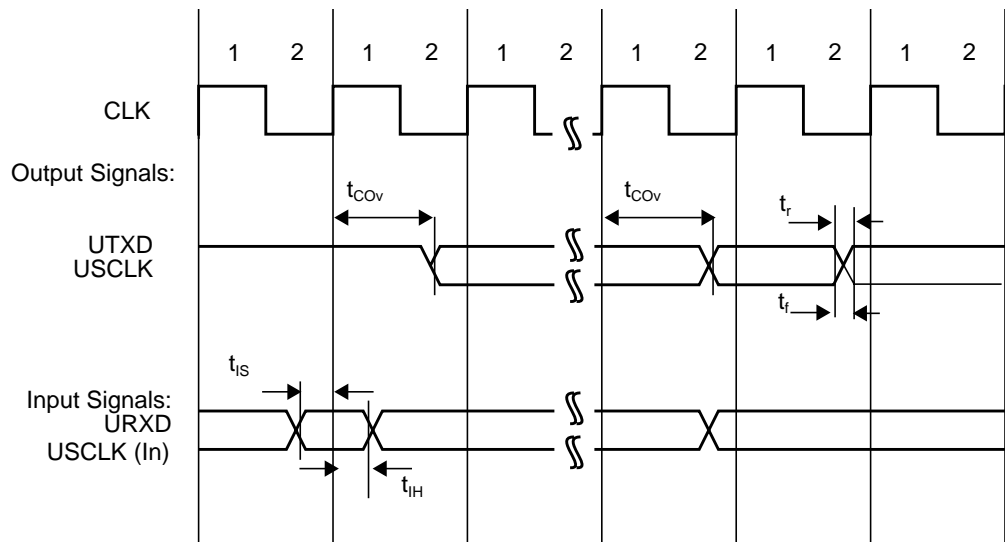 1 2 1 2 1 2 1 2 1 2 1 2
CLK
Output Signals:
tCOv tCOv tr
UTXD
USCLK
tf
tIS
Input Signals:
URXD
USCLK (In)
tIH